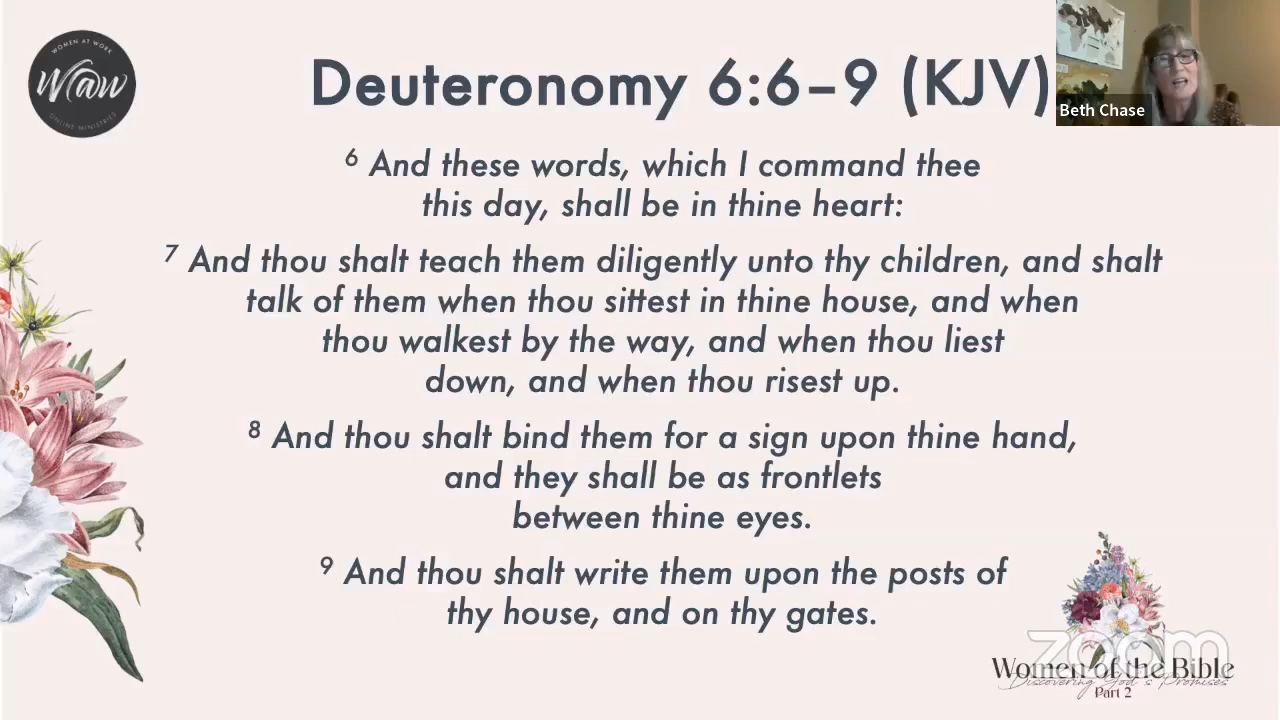 WOMEN AT WORK
Waw
ONLINE MINISTRIES
Deuteronomy 6:6–9 (KJV)
Beth Chase
6 And these words, which I command thee
this day, shall be in thine heart:
7 And thou shalt teach them diligently unto thy children, and shalt
talk of them when thou sittest in thine house, and when
thou walkest by the way, and when thou liest
down, and when thou risest up.
8 And thou shalt bind them for a sign upon thine hand,
and they shall be as frontlets
between thine eyes.
9 And thou shalt write them upon the posts of
thy house, and on thy gates.
zoom
Women of the Bible
Discovering God's Promises
Part 2